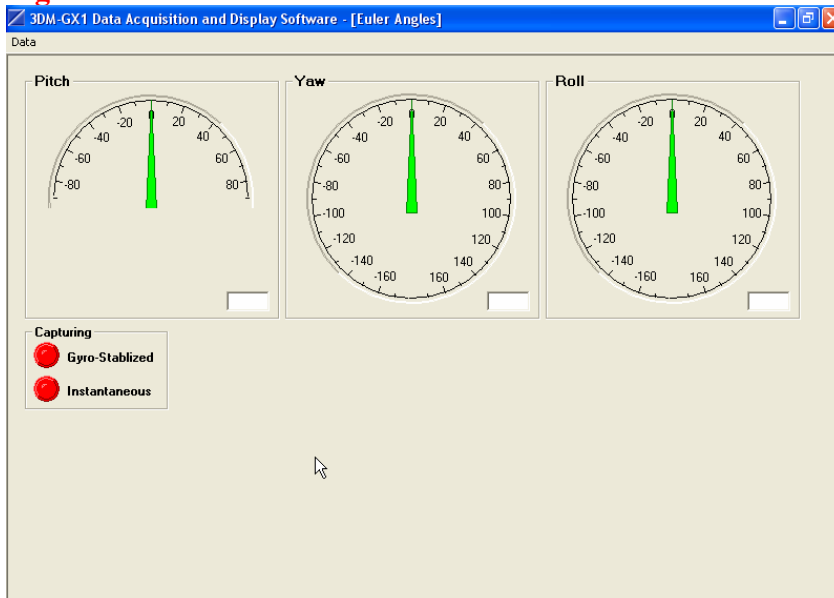 3DM-GX1 Data Acquisition and Display Software - [Euler Angles]
Data
Pitch
-80 -60 -40 -20 20 40 60 80
Yaw
-160 -140 -120 -100 -80 -60 -40 -20 20 40 60 80 100 120 140 160
Roll
-160 -140 -120 -100 -80 -60 -40 -20 20 40 60 80 100 120 140 160
Capturing
Gyro-Stablized
Instantaneous